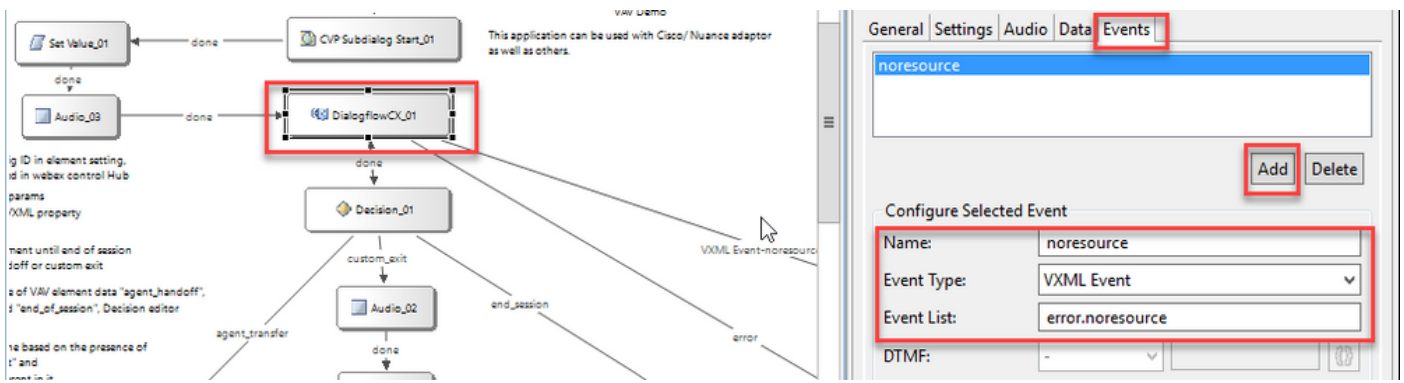 VAV Demo
This application can be used with Cisco/ Nuance adaptor
as well as others.
Set Value_01
done
CVP Subdialog Start_01
done
Audio_03
done
DialogflowCX_01
ig ID in element setting,
d in webex control Hub
params
VXML property
ment until end of session
doff or custom exit
e of VAV element data "agent_handoff",
d "end_of_session", Decision editor
ne based on the presence of
t" and
done
Decision_01
custom_exit
Audio_02
agent_transfer
end_session
done
VXML Event-noresource
error
General
Settings
Audio
Data
Events
noresource
Add
Delete
Configure Selected Event
Name:
noresource
Event Type:
VXML Event
Event List:
error.noresource
DTMF:
-